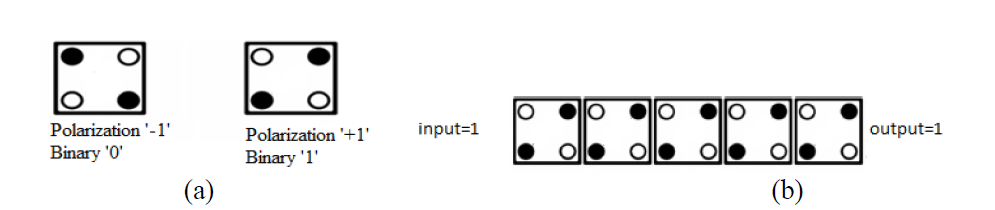 Polarization '-1'
Binary '0'
Polarization '+1'
Binary '1'
(a)
input=1
output=1
(b)